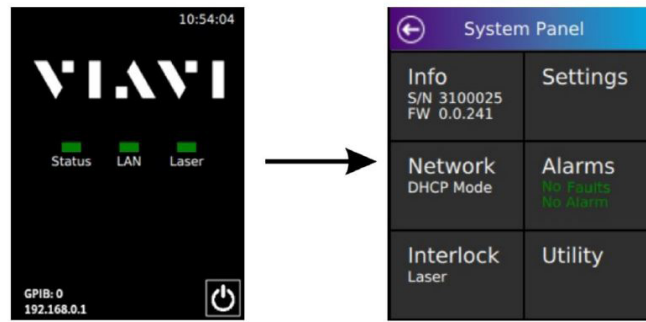 10:54:04
VIAVI
Status LAN Laser
GPIB: 0
192.168.0.1
System Panel
Info
S/N 3100025
FW 0.0.241
Settings
Network
DHCP Mode
Alarms
No Faults
No Alarm
Interlock
Laser
Utility